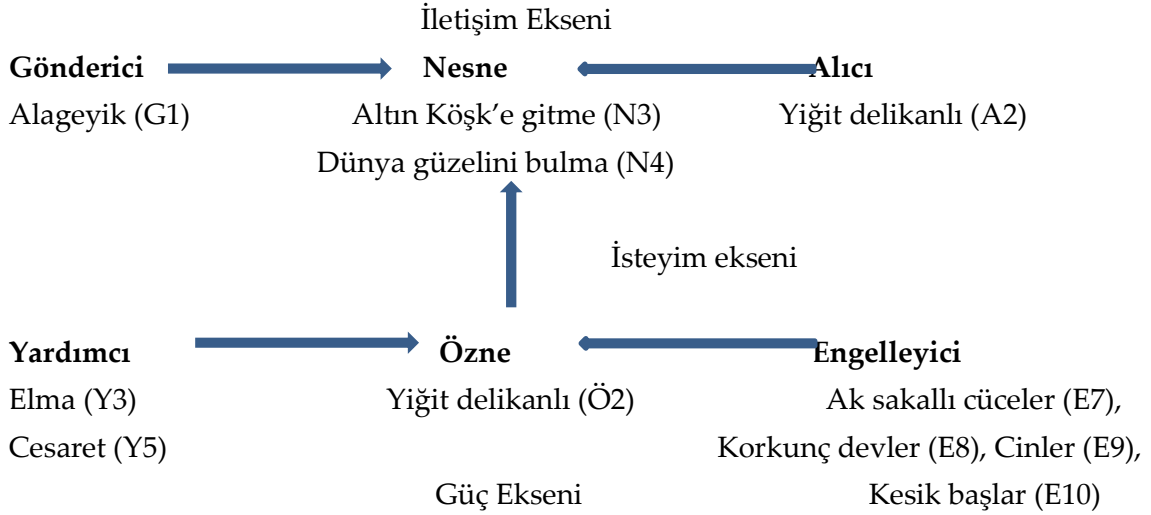 İletişim Ekseni
Gönderici Nesne Alıcı
Alageyik (G1) Altın Köşk’e gitme (N3) Yiğit delikanlı (A2)
Dünya güzelini bulma (N4)
İsteyim ekseni
Yardımcı Özne Engelleyici
Elma (Y3) Yiğit delikanlı (Ö2) Ak sakallı cüceler (E7),
Cesaret (Y5) Korkunç devler (E8), Cinler (E9),
Güç Ekseni Kesik başlar (E10)